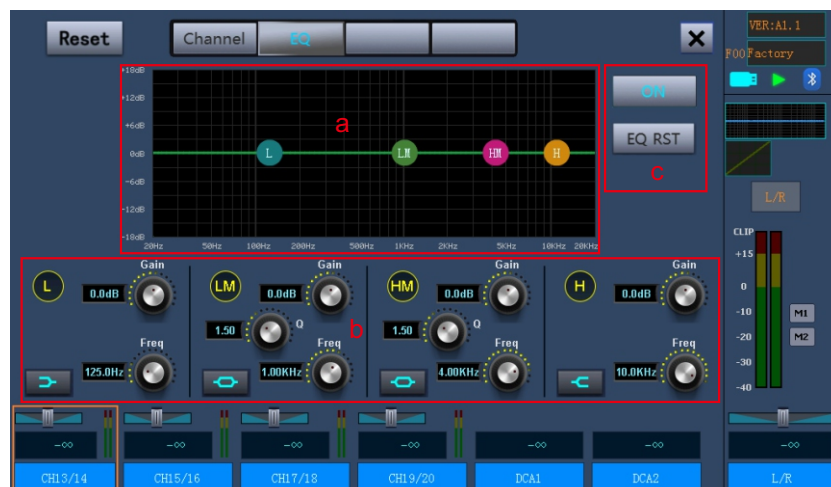 Reset Channel EQ
VER:A1.1
F00Factory
+18dB
+12dB
+6dB
0dB
-6dB
-12dB
-18dB
a
L LM HM H
20Hz 50Hz 100Hz 200Hz 500Hz 1KHz 2KHz 5KHz 10KHz 20KHz
ON
EQ RST
c
L/R
CLIP
+15
0
-10
-20
-30
-40
M1
M2
L Gain 0.0dB
Freq 125.0Hz
LM Gain 0.0dB
1.50 Q
Freq 1.00KHz
b
HM Gain 0.0dB
1.50 Q
Freq 4.00KHz
H Gain 0.0dB
Freq 10.0KHz
-∞ -∞ -∞ -∞ -∞ -∞ -∞
CH13/14 CH15/16 CH17/18 CH19/20 DCA1 DCA2 L/R